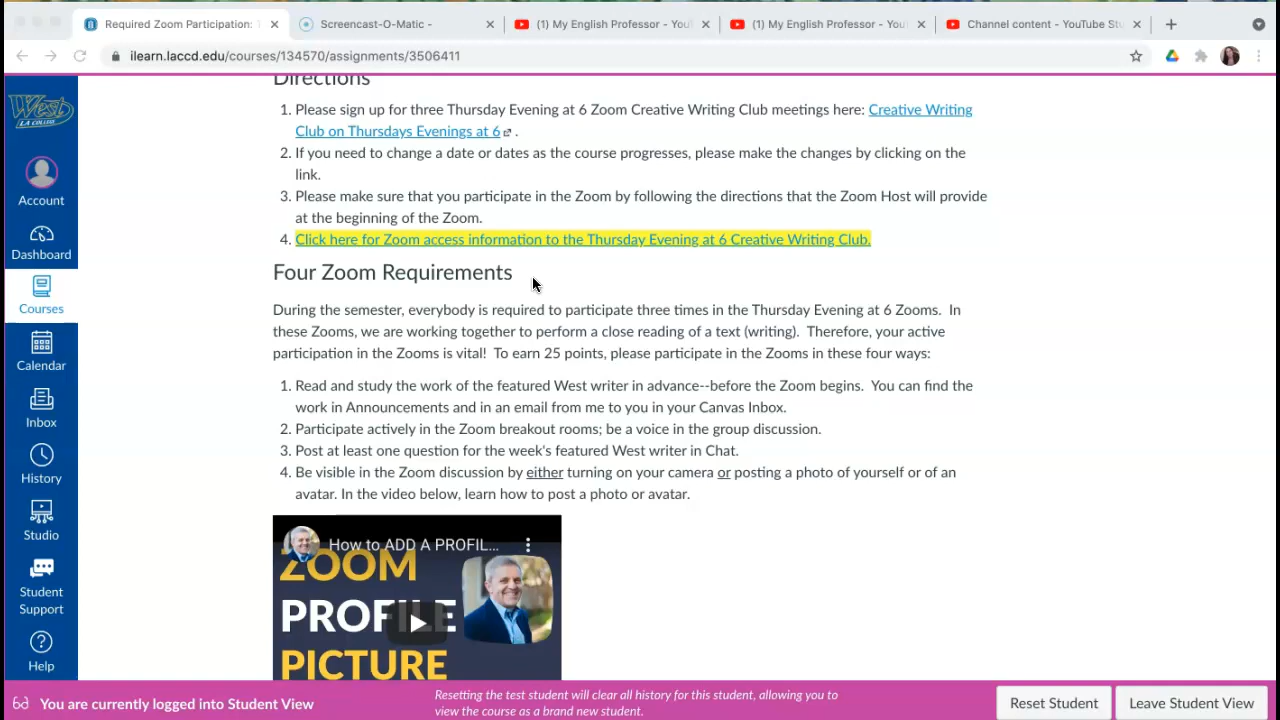 Required Zoom Participation: T
Screencast-O-Matic -
(1) My English Professor - YouT
(1) My English Professor - You
Channel content - YouTube Stu
ilearn.laccd.edu/courses/134570/assignments/3506411
West
L.A. COLLEGE
Account
Dashboard
Courses
Calendar
Inbox
History
Studio
Student
Support
Help
Directions
1. Please sign up for three Thursday Evening at 6 Zoom Creative Writing Club meetings here: Creative Writing
Club on Thursdays Evenings at 6 .
2. If you need to change a date or dates as the course progresses, please make the changes by clicking on the
link.
3. Please make sure that you participate in the Zoom by following the directions that the Zoom Host will provide
at the beginning of the Zoom.
4. Click here for Zoom access information to the Thursday Evening at 6 Creative Writing Club.
Four Zoom Requirements
During the semester, everybody is required to participate three times in the Thursday Evening at 6 Zooms. In
these Zooms, we are working together to perform a close reading of a text (writing). Therefore, your active
participation in the Zooms is vital! To earn 25 points, please participate in the Zooms in these four ways:
1. Read and study the work of the featured West writer in advance--before the Zoom begins. You can find the
work in Announcements and in an email from me to you in your Canvas Inbox.
2. Participate actively in the Zoom breakout rooms; be a voice in the group discussion.
3. Post at least one question for the week's featured West writer in Chat.
4. Be visible in the Zoom discussion by either turning on your camera or posting a photo of yourself or of an
avatar. In the video below, learn how to post a photo or avatar.
How to ADD A PROFIL...
ZOOM
PROFILE
PICTURE
You are currently logged into Student View
Resetting the test student will clear all history for this student, allowing you to
view the course as a brand new student.
Reset Student
Leave Student View